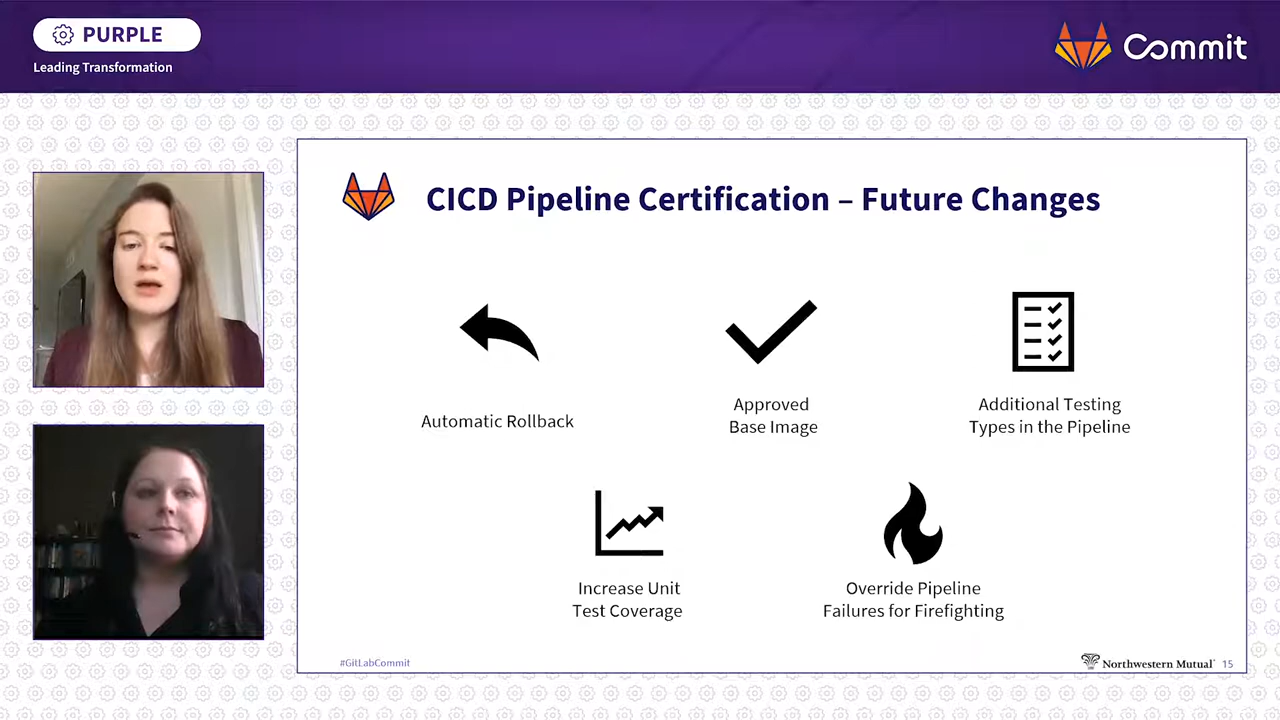 PURPLE
Leading Transformation
Commit
CICD Pipeline Certification – Future Changes
Automatic Rollback
Approved
Base Image
Additional Testing
Types in the Pipeline
Increase Unit
Test Coverage
Override Pipeline
Failures for Firefighting
#GitLabCommit
Northwestern Mutual
15